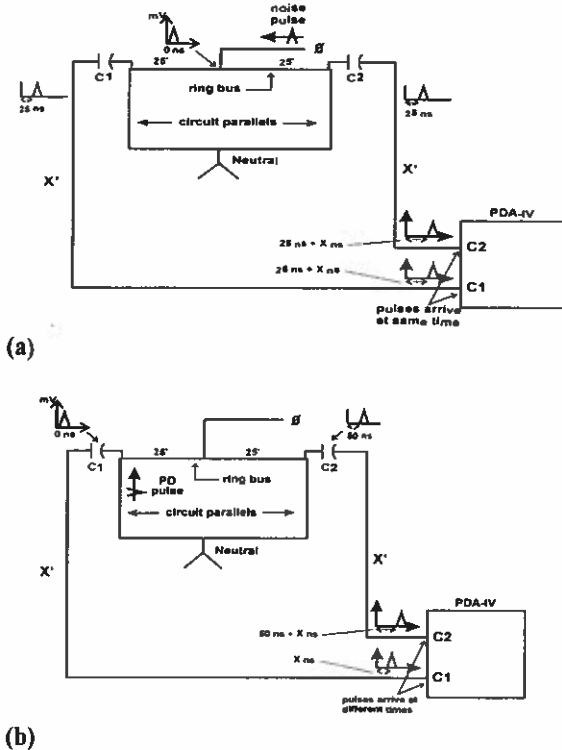 noise
pulse
mV
0 ns
Ø
C1
25'
25'
C2
ring bus
25 ns
25 ns
circuit parallels
Neutral
X'
X'
PDA-IV
25 ns + X ns
C2
25 ns + X ns
C1
pulses arrive
at same time
(a)
mV
0 ns
Ø
50 ns
C1
25'
25'
C2
PD
pulse
ring bus
circuit parallels
Neutral
X'
X'
PDA-IV
50 ns + X ns
C2
X ns
C1
pulses arrive at
different times
(b)